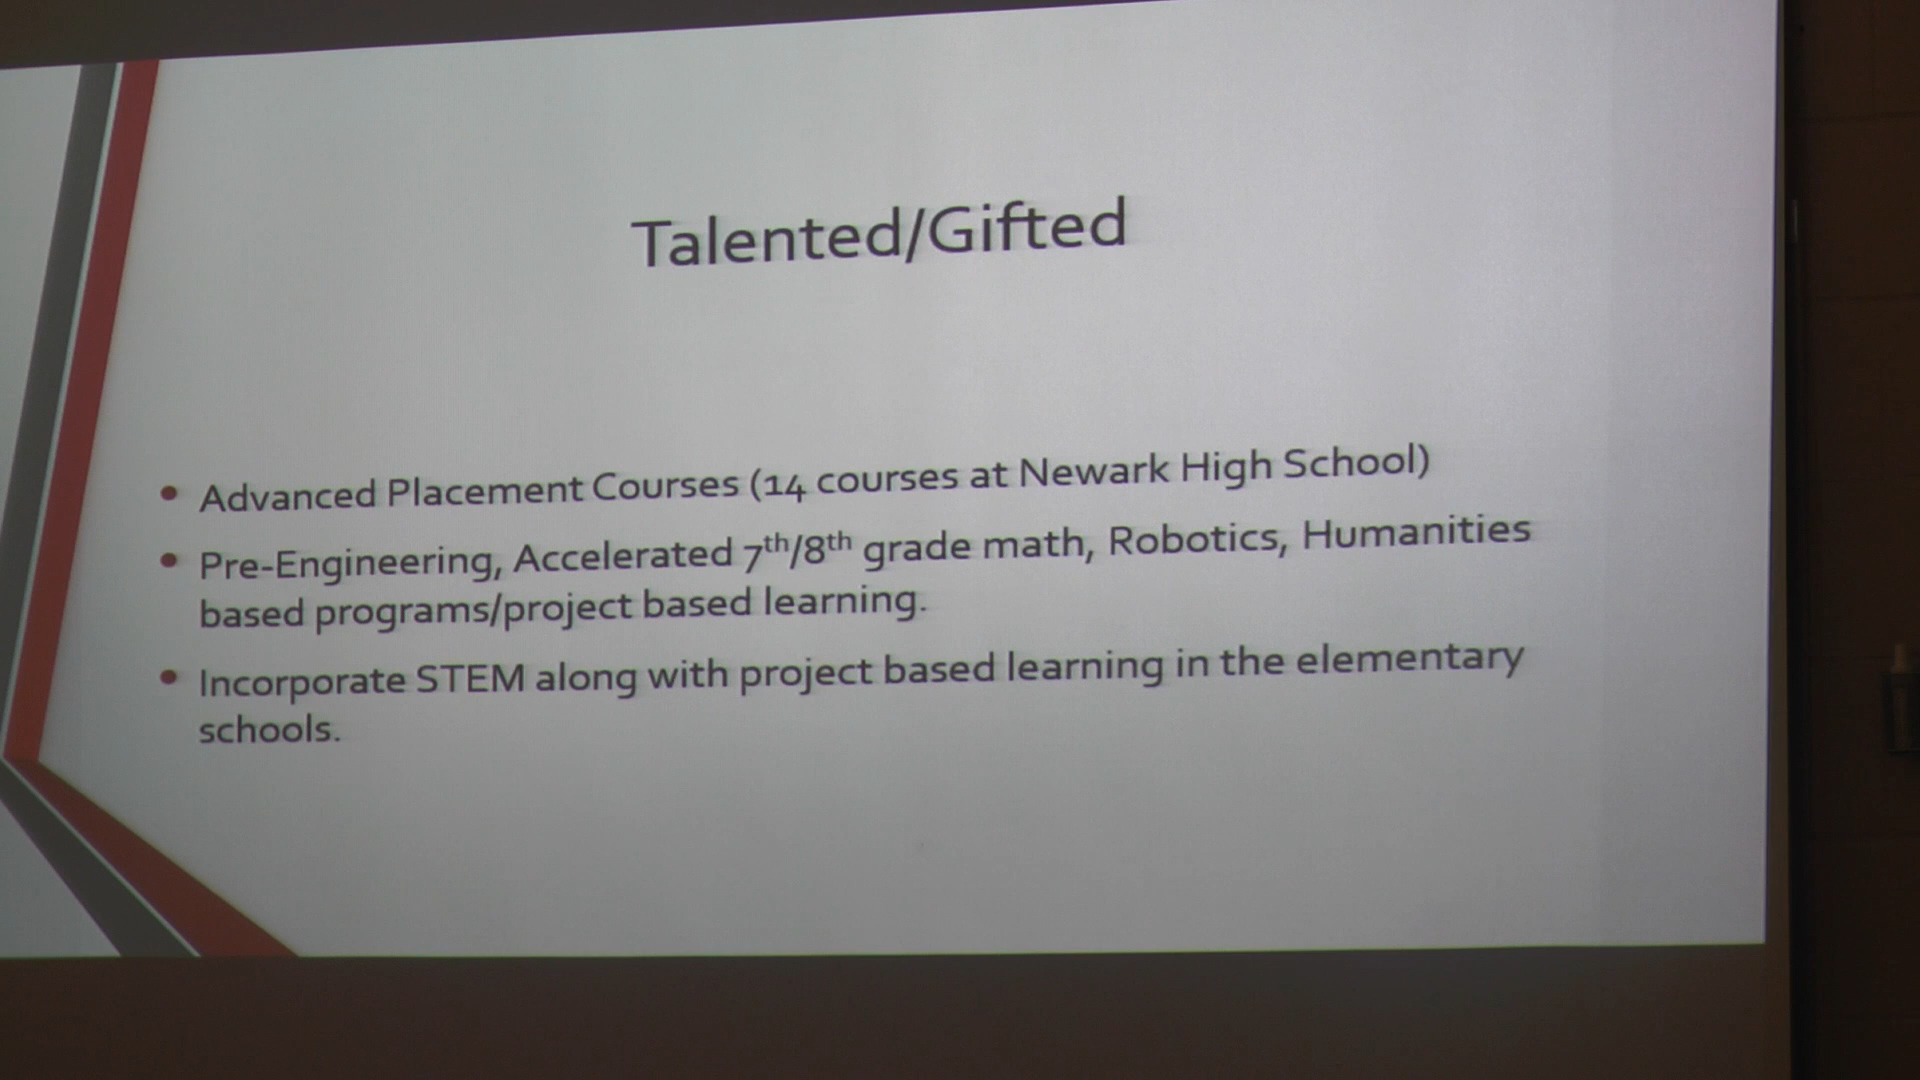 Talented/Gifted
• Advanced Placement Courses (14 courses at Newark High School)
• Pre-Engineering, Accelerated 7th/8th grade math, Robotics, Humanities
based programs/project based learning.
• Incorporate STEM along with project based learning in the elementary
schools.